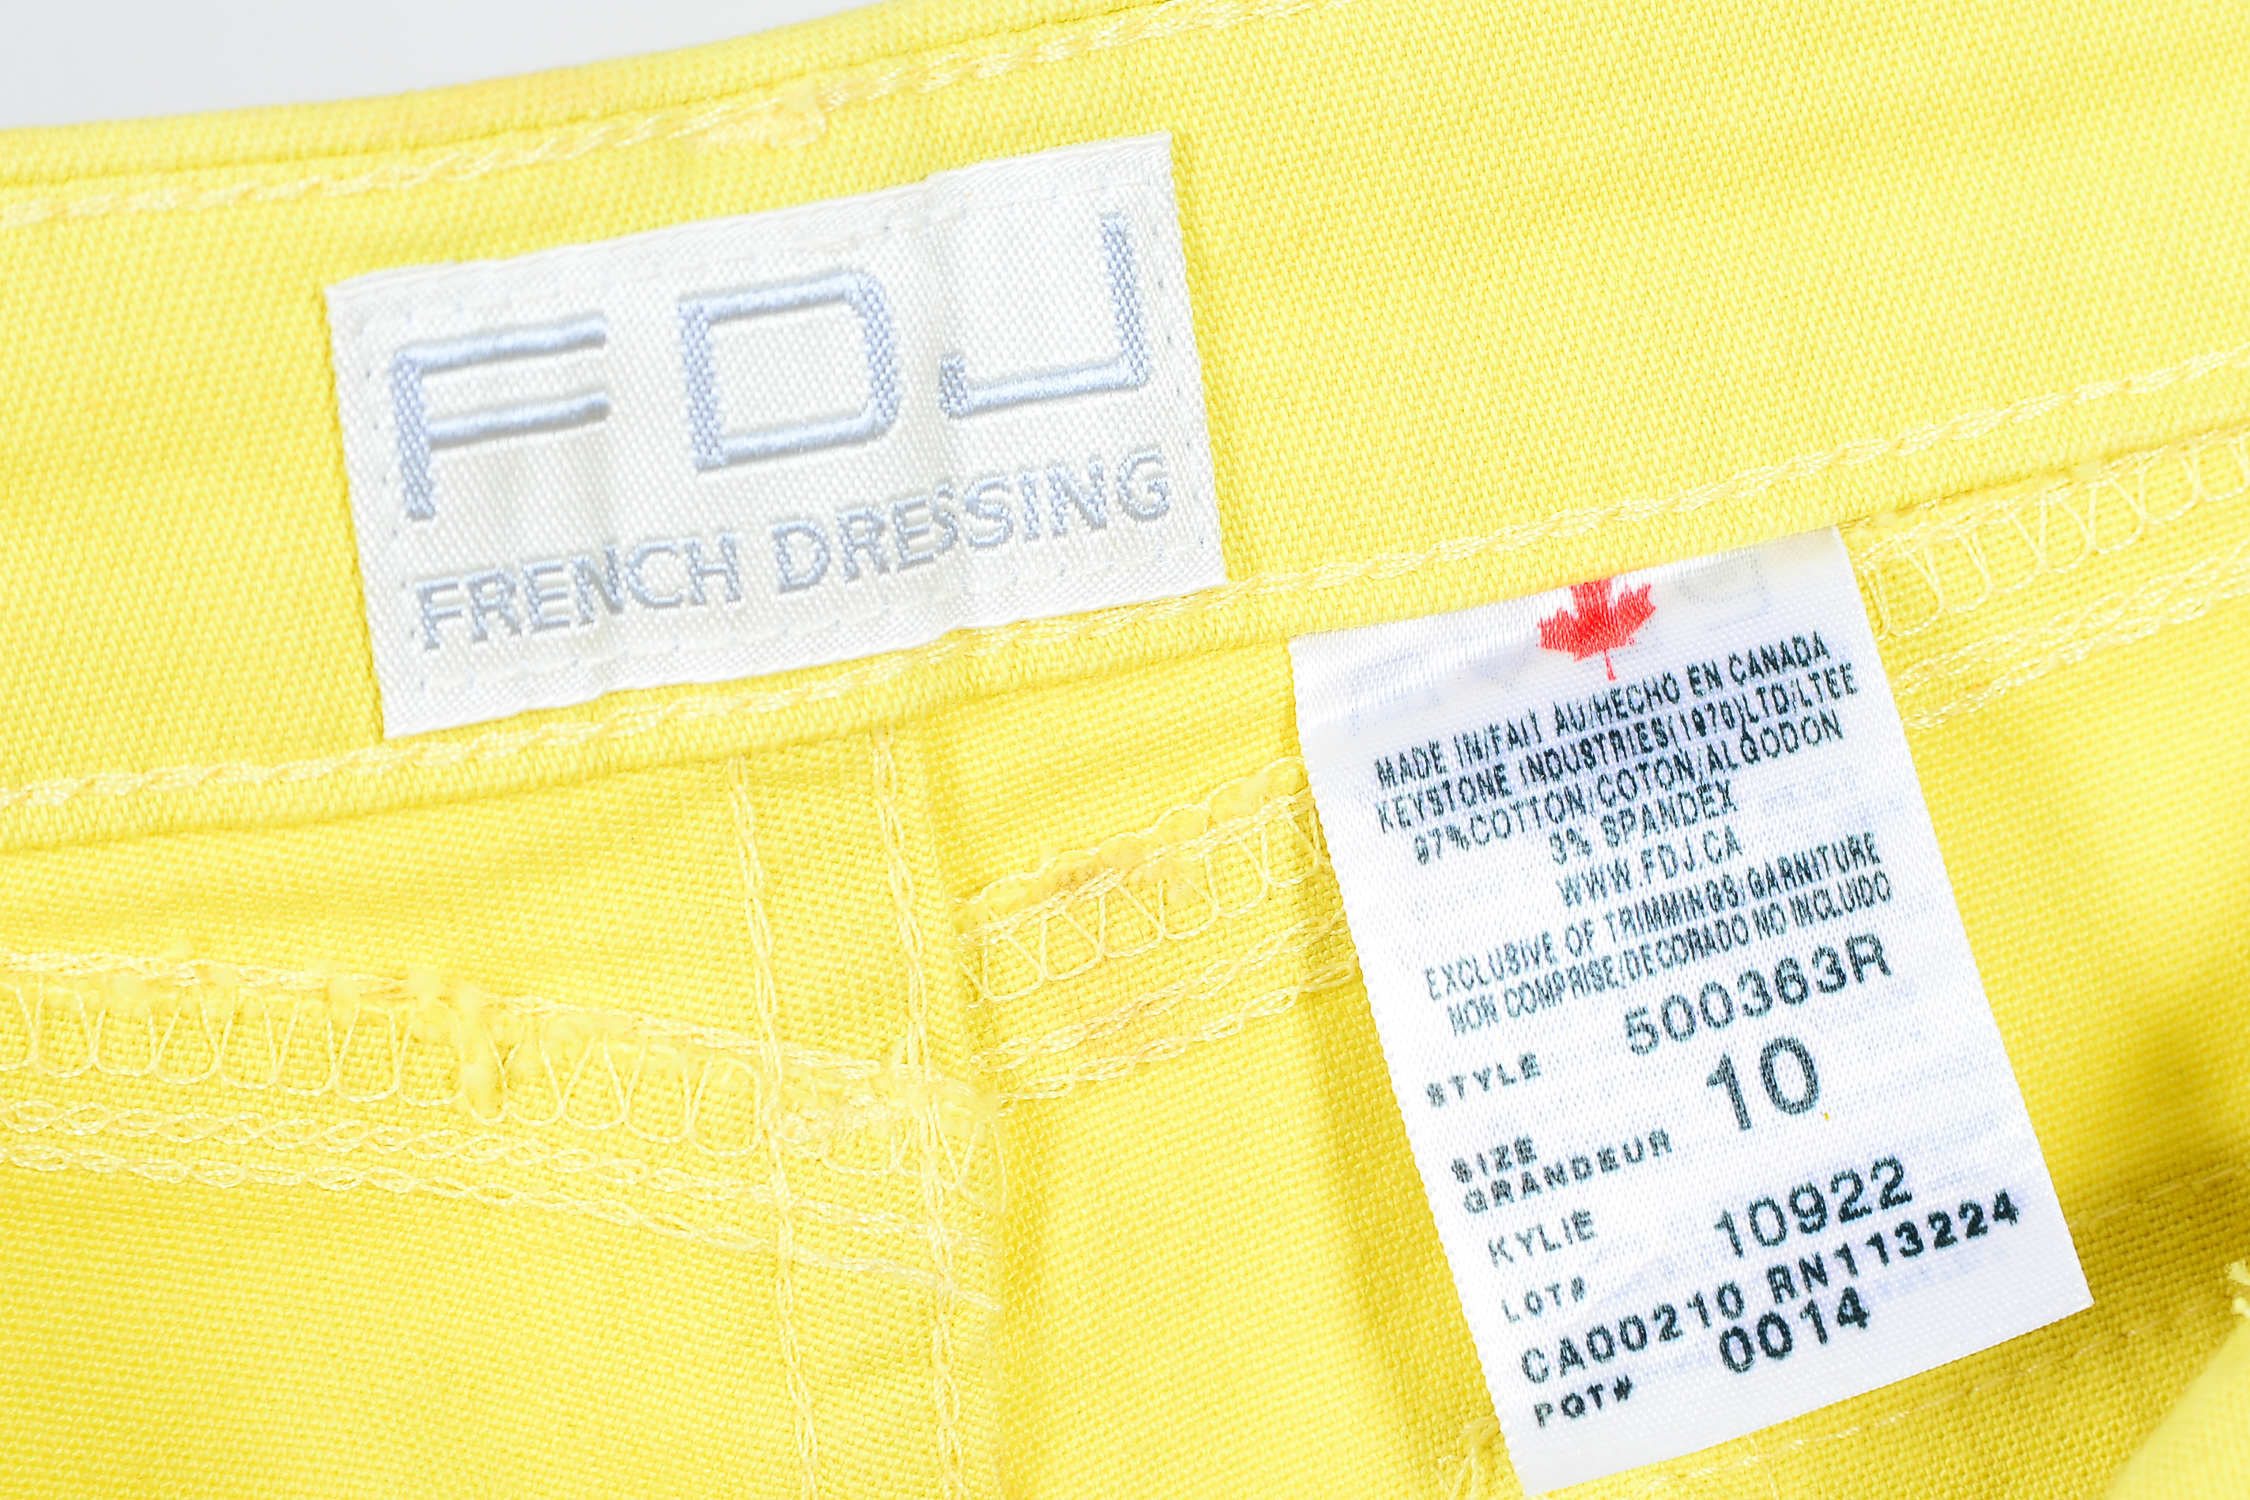 FDJ
FRENCH DRESSING
MADE IN/FAIT AU/HECHO EN CANADA
KEYSTONE INDUSTRIES(1970)LTD/LTEE
97%COTTON/COTON/ALGODON
3% SPANDEX
WWW.FDJ.CA
EXCLUSIVE OF TRIMMINGS/GARNITURE
NON COMPRISE/DECORADO NO INCLUIDO
STYLE 500363R
SIZE 10
GRANDEUR
KYLIE
LOT# 10922
CA00210 RN113224
PQT# 0014